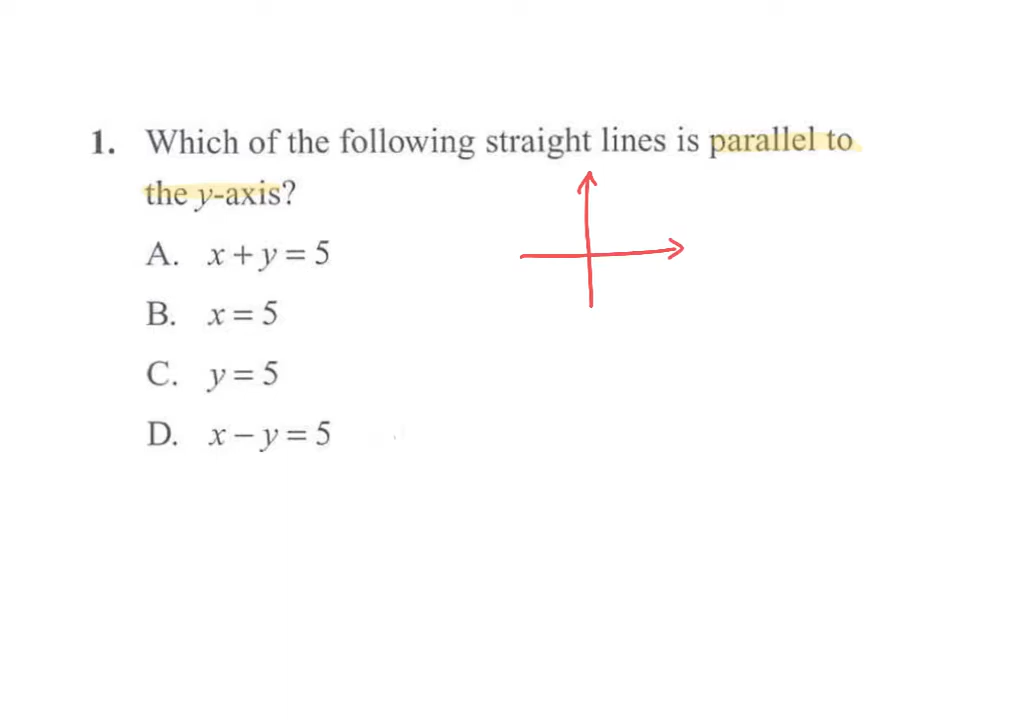 1. Which of the following straight lines is parallel to
the y-axis?
A. x + y = 5
B. x = 5
C. y = 5
D. x − y = 5